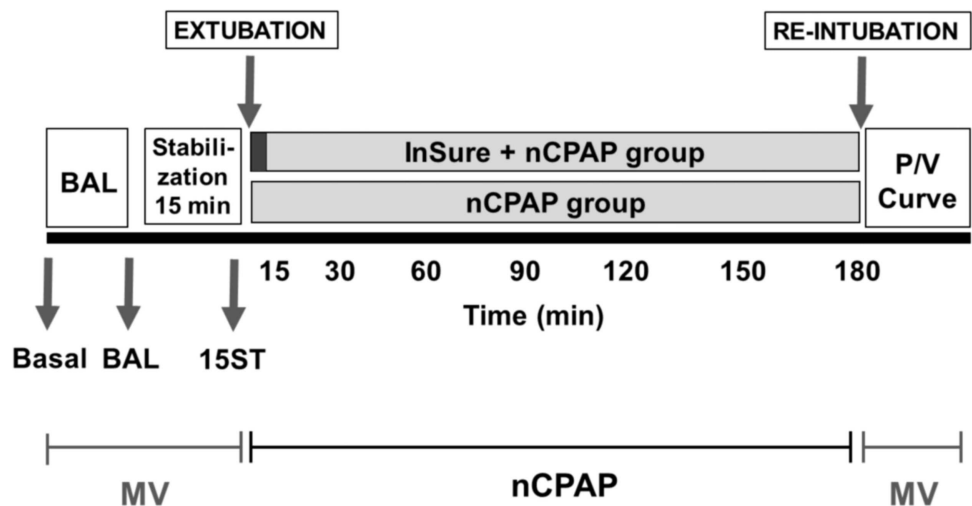 EXTUBATION
RE-INTUBATION
BAL
Stabili-
zation
15 min
InSure + nCPAP group
nCPAP group
P/V
Curve
15 30 60 90 120 150 180
Time (min)
Basal BAL 15ST
MV
nCPAP
MV